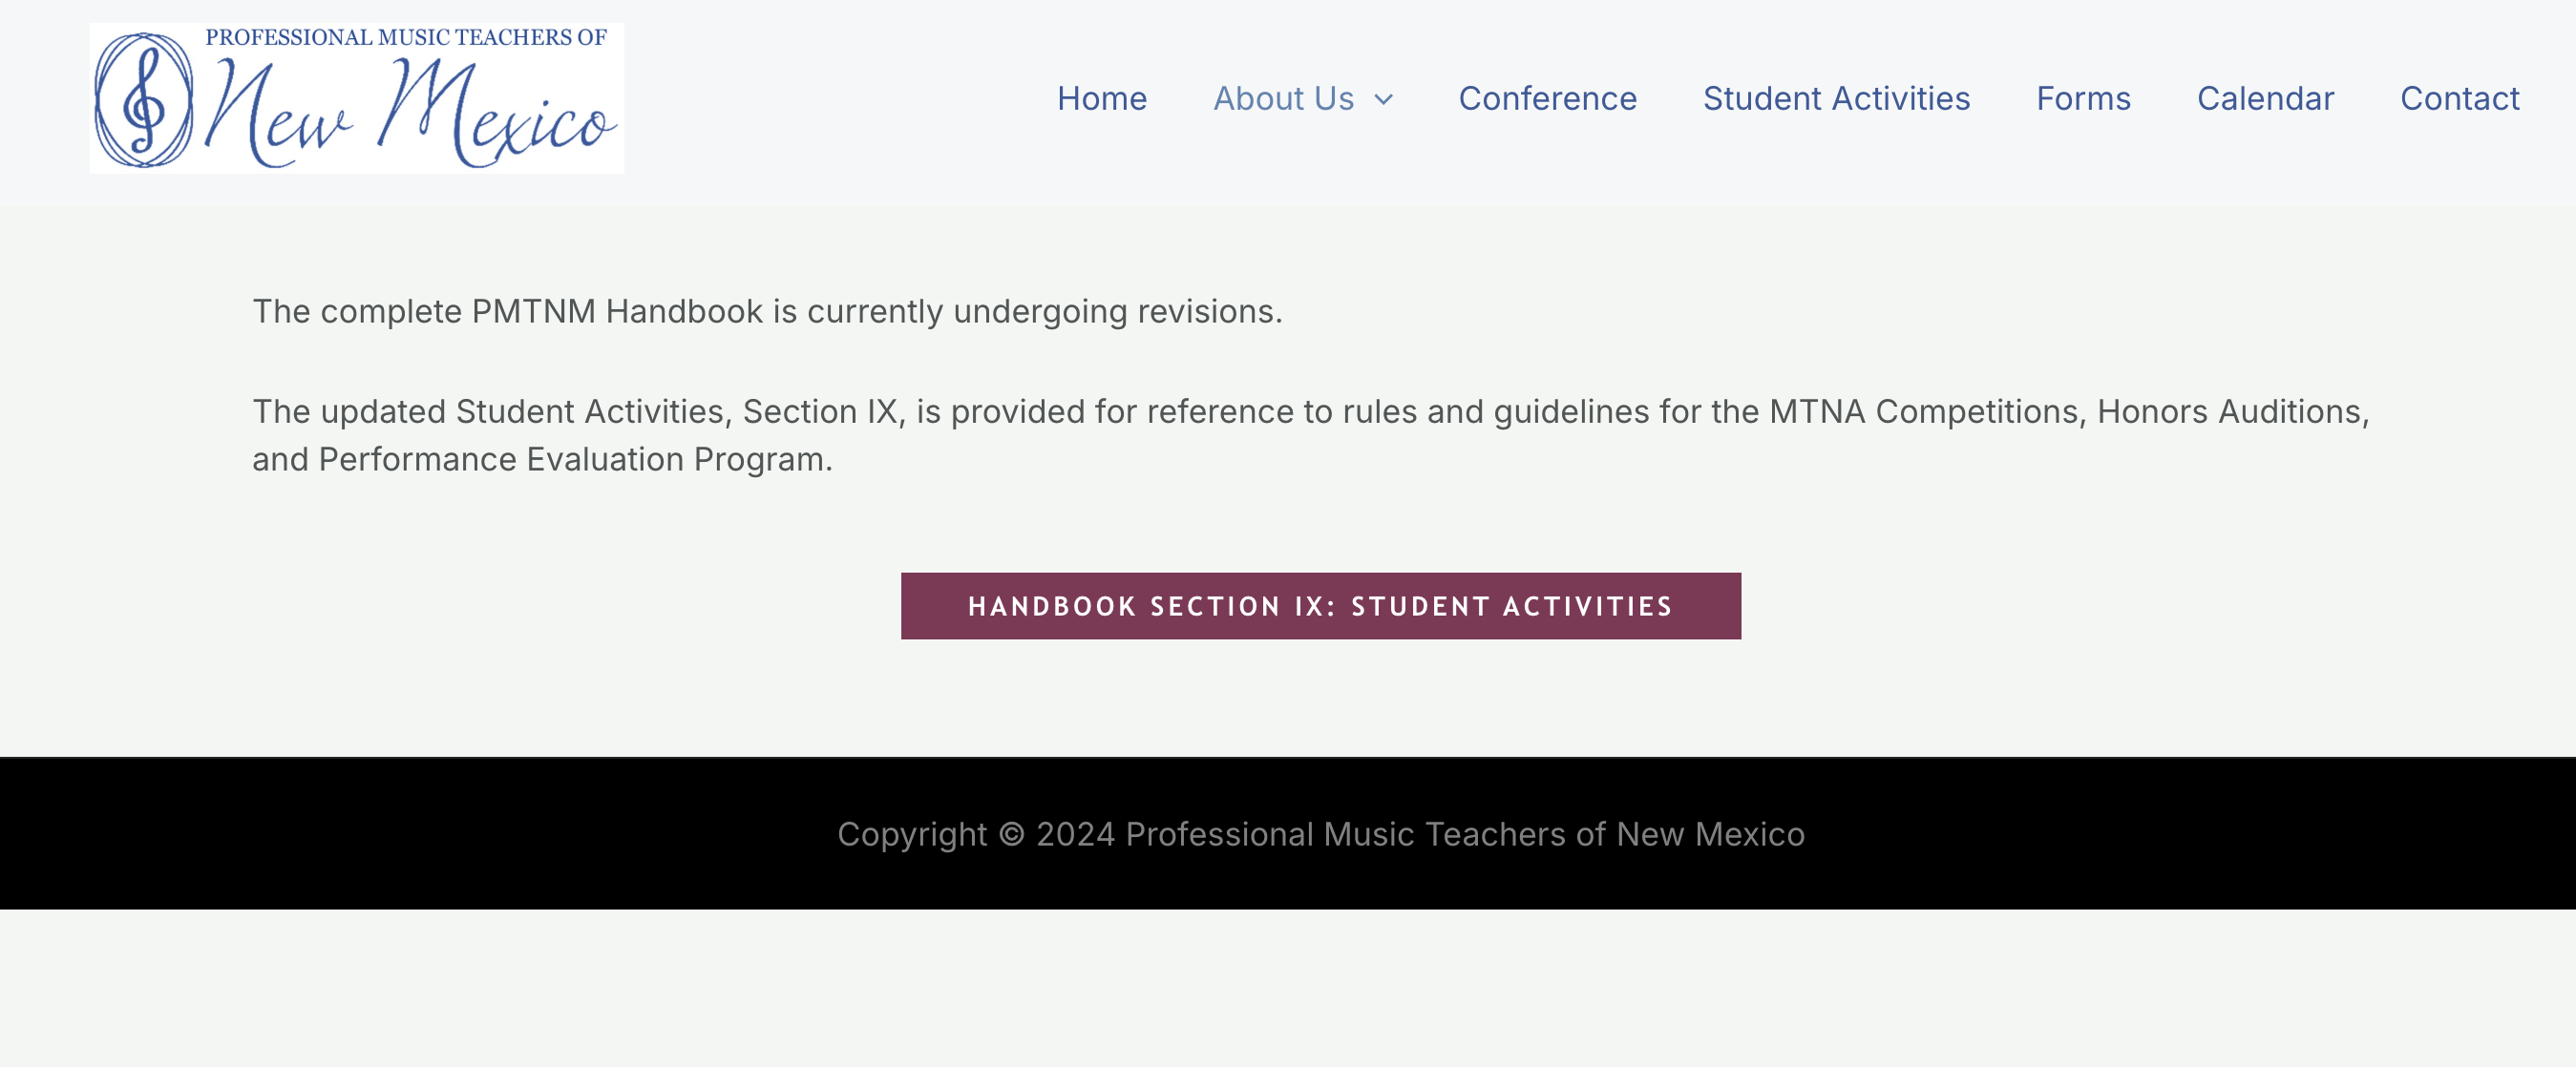 PROFESSIONAL MUSIC TEACHERS OF
New Mexico
Home About Us Conference Student Activities Forms Calendar Contact
The complete PMTNM Handbook is currently undergoing revisions.
The updated Student Activities, Section IX, is provided for reference to rules and guidelines for the MTNA Competitions, Honors Auditions,
and Performance Evaluation Program.
HANDBOOK SECTION IX: STUDENT ACTIVITIES
Copyright © 2024 Professional Music Teachers of New Mexico